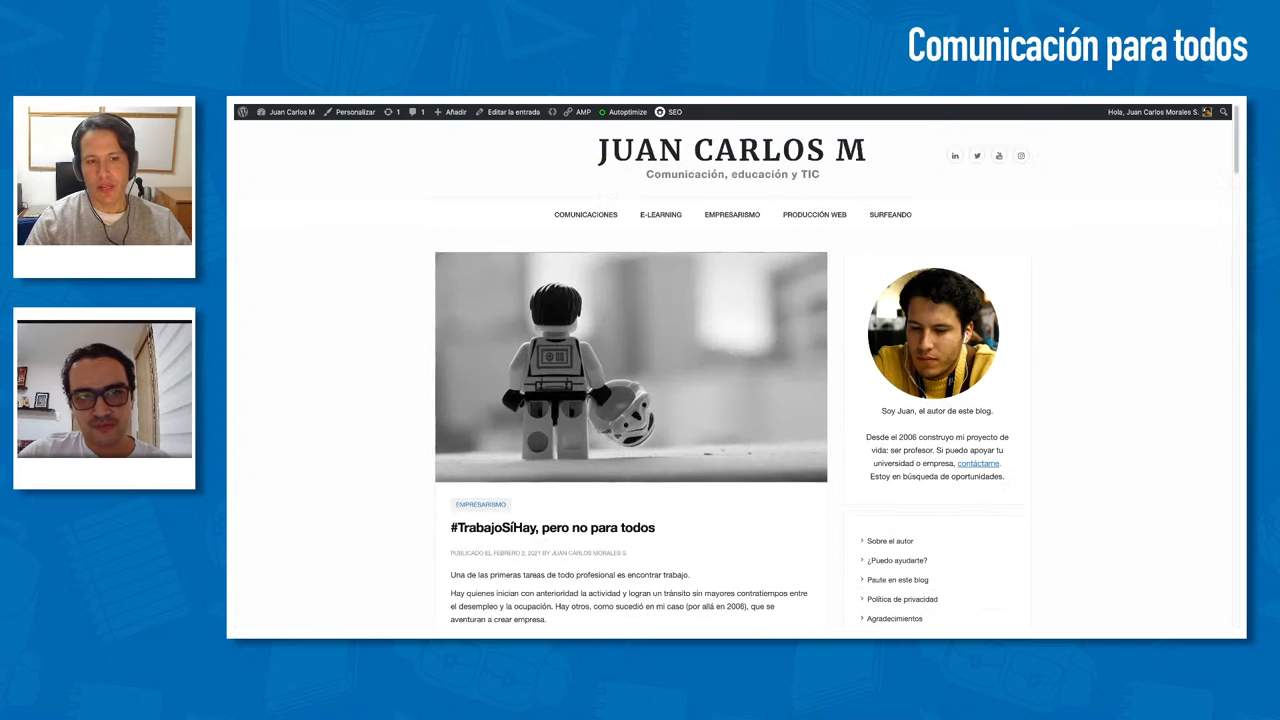 Comunicación para todos
Juan Carlos M Personalizar 1 1 Añadir Editar la entrada AMP Autoptimize SEO Hola, Juan Carlos Morales S.
JUAN CARLOS M
Comunicación, educación y TIC
COMUNICACIONES E-LEARNING EMPRESARISMO PRODUCCIÓN WEB SURFEANDO
Soy Juan, el autor de este blog.
Desde el 2006 construyo mi proyecto de
vida: ser profesor. Si puedo apoyar tu
universidad o empresa, contáctame.
Estoy en búsqueda de oportunidades.
EMPRESARISMO
#TrabajoSíHay, pero no para todos
PUBLICADO EL FEBRERO 2, 2021 BY JUAN CARLOS MORALES S.
Una de las primeras tareas de todo profesional es encontrar trabajo.
Hay quienes inician con anterioridad la actividad y logran un tránsito sin mayores contratiempos entre
el desempleo y la ocupación. Hay otros, como sucedió en mi caso (por allá en 2006), que se
aventuran a crear empresa.
Sobre el autor
¿Puedo ayudarte?
Paute en este blog
Política de privacidad
Agradecimientos